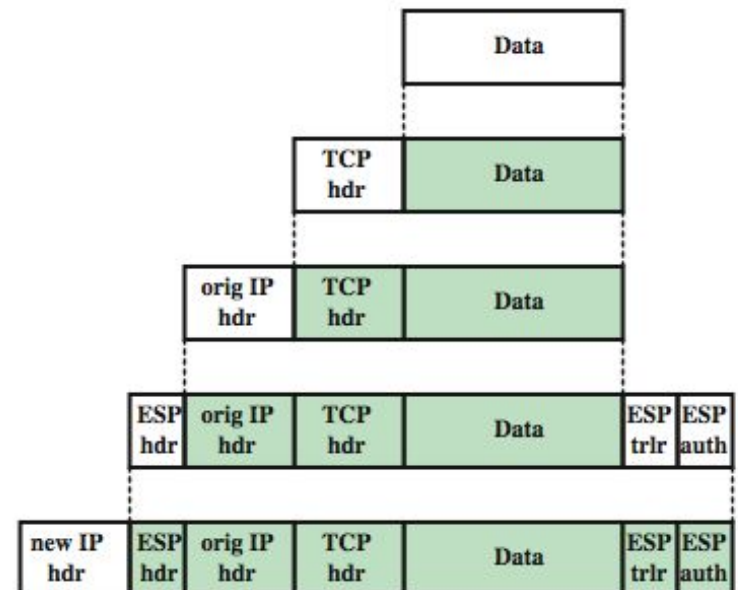 Data
TCP
hdr
Data
orig IP
hdr
TCP
hdr
Data
ESP
hdr
orig IP
hdr
TCP
hdr
Data
ESP
trlr
ESP
auth
new IP
hdr
ESP
hdr
orig IP
hdr
TCP
hdr
Data
ESP
trlr
ESP
auth